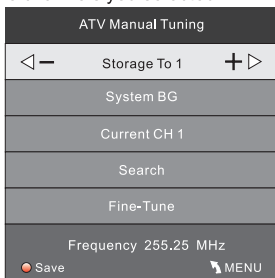 ATV Manual Tuning
Storage To 1
System BG
Current CH 1
Search
Fine-Tune
Frequency 255.25 MHz
Save MENU